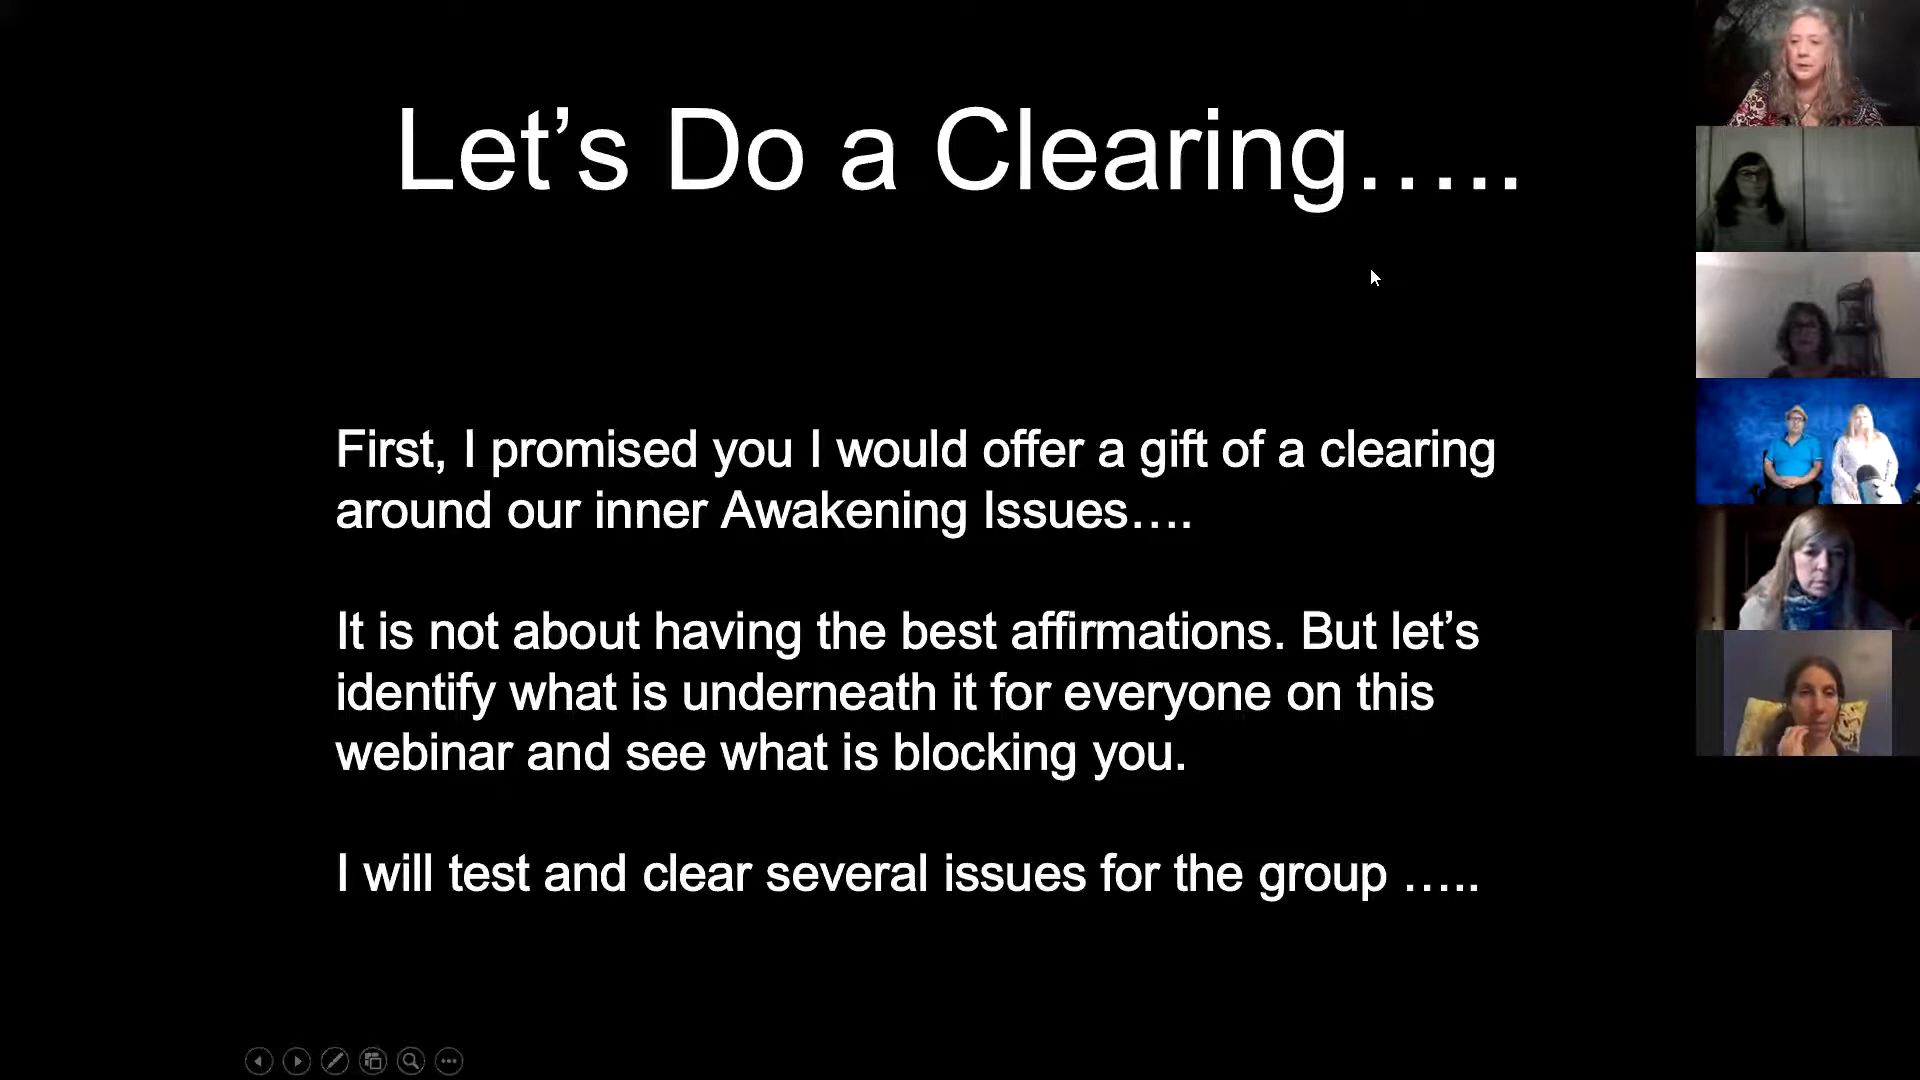 Let’s Do a Clearing…..
First, I promised you I would offer a gift of a clearing
around our inner Awakening Issues….
It is not about having the best affirmations. But let’s
identify what is underneath it for everyone on this
webinar and see what is blocking you.
I will test and clear several issues for the group …..